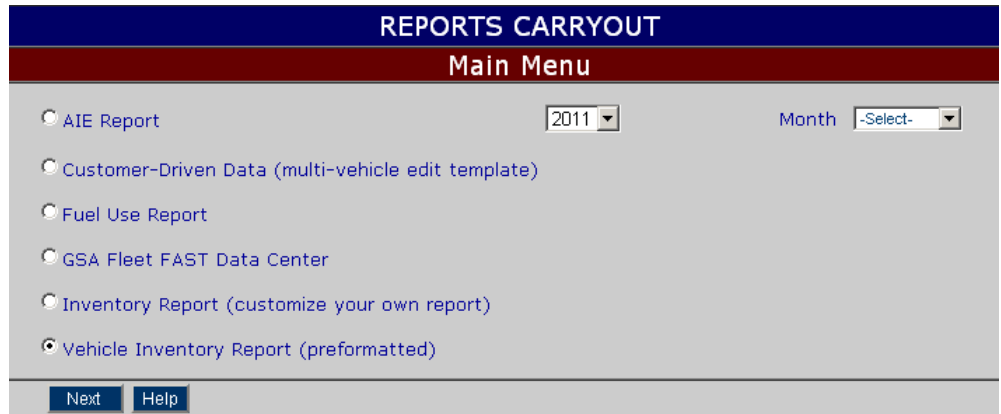 REPORTS CARRYOUT
Main Menu
AIE Report 2011 Month -Select-
Customer-Driven Data (multi-vehicle edit template)
Fuel Use Report
GSA Fleet FAST Data Center
Inventory Report (customize your own report)
Vehicle Inventory Report (preformatted)
Next Help